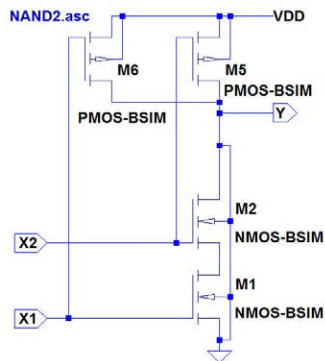 NAND2.asc
VDD
M6
M5
PMOS-BSIM
PMOS-BSIM
Y
M2
X2
NMOS-BSIM
M1
X1
NMOS-BSIM